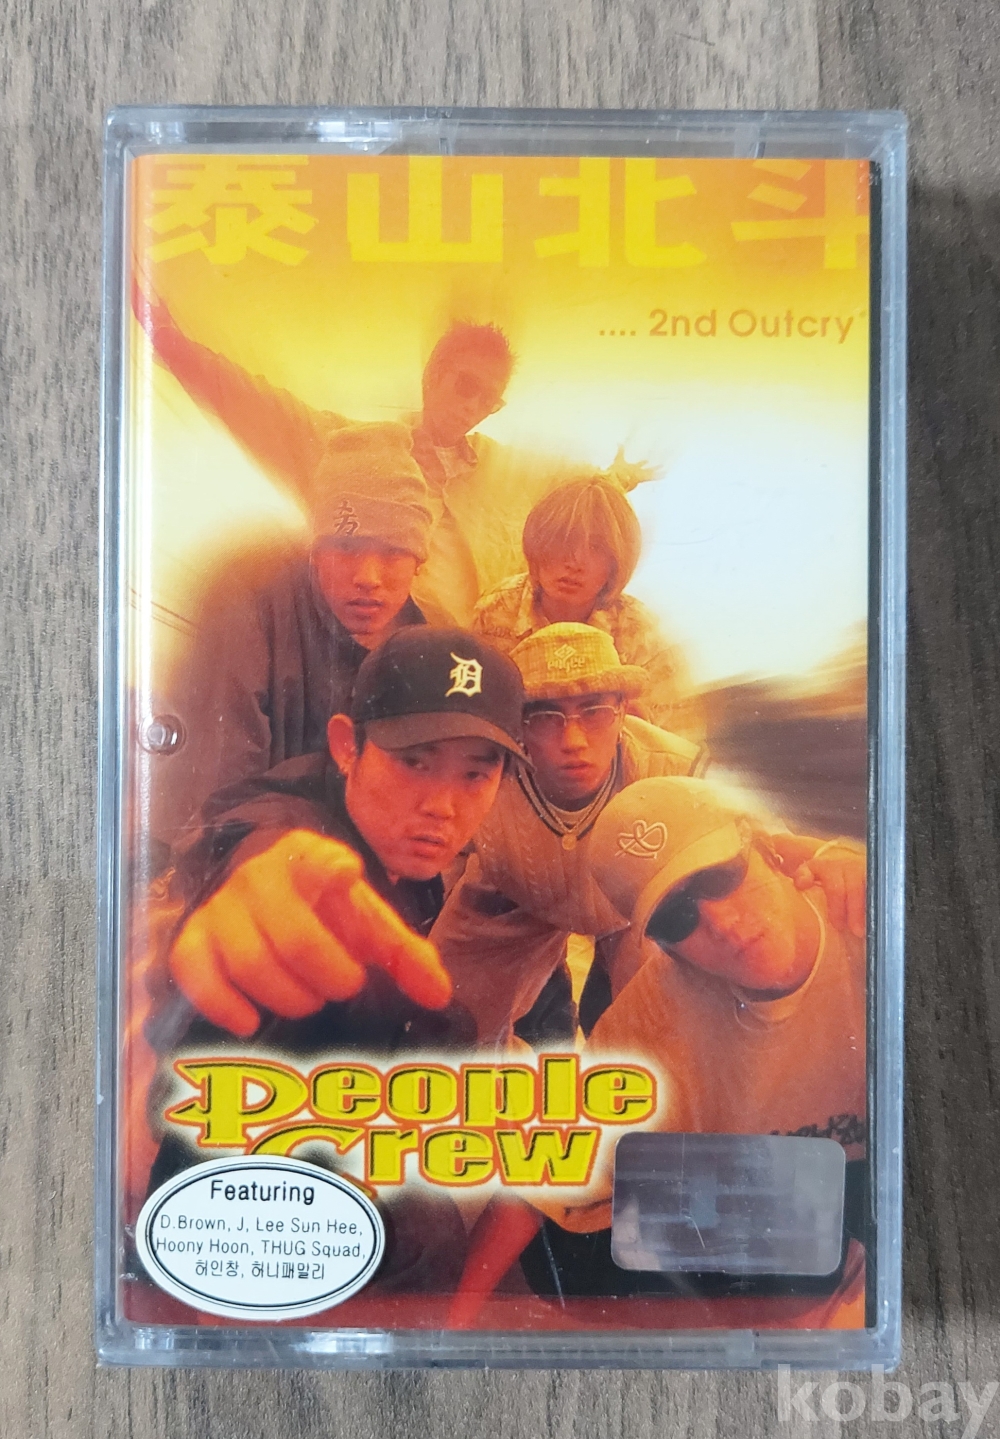 泰山北斗
.... 2nd Outcry
D
People
Crew
Featuring
D.Brown, J, Lee Sun Hee,
Hoony Hoon, THUG Squad,
허인창, 허니패밀리
kobay